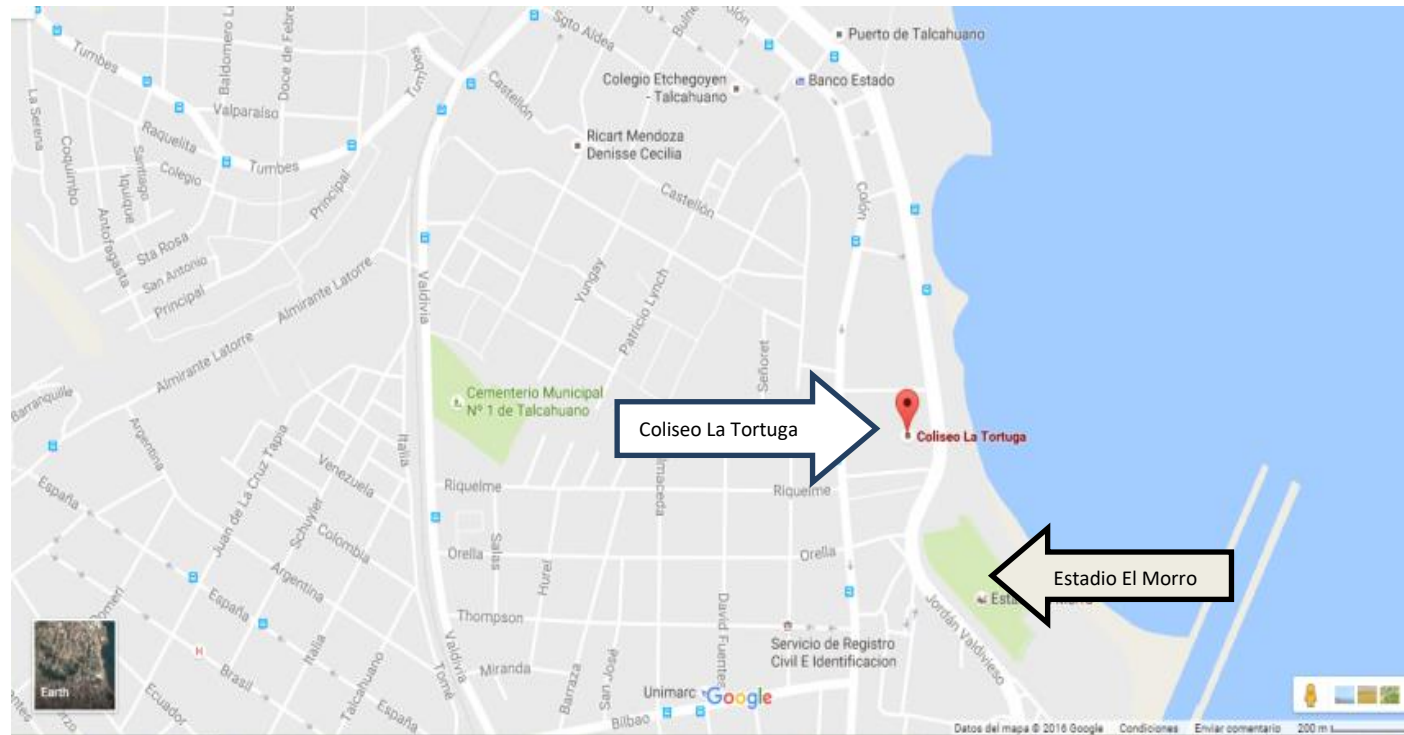 Sgto Aldea
Colón
Puerto de Talcahuano
Tumbes
Baldomero
Doce de Febre
Tumbes
Colegio Etchegoyen
- Talcahuano
Banco Estado
Castellón
Valparaíso
La Serena
Raquelita
Ricart Mendoza
Denisse Cecilia
Coquimbo
Santiago
Iquique
Colegio
Tumbes
Principal
Castellón
Colón
Antofagasta
Sta Rosa
San Antonio
Principal
Almirante Latorre
Valdivia
Yungay
Patricio Lynch
Señoret
Almirante Latorre
Barranquille
Cementerio Municipal
Nº 1 de Talcahuano
Coliseo La Tortuga
Coliseo La Tortuga
Argentina
Juan de La Cruz Tapia
Italia
Venezuela
Riquelme
lmaceda
Riquelme
España
Schuyler
Colombia
Orella
Salas
Orella
Estadio El Morro
Argentina
Hurel
España
Jordán Valdivieso
Thompson
David Fuentes
Servicio de Registro
Civil E Identificacion
H
Italia
Valdivia
Tomé
Miranda
Barraza
San José
Brasil
Talcahuano
Unimarc
Google
Earth
Ecuador
España
Bilbao
Datos del mapa © 2016 Google
Condiciones
Enviar comentario
200 m